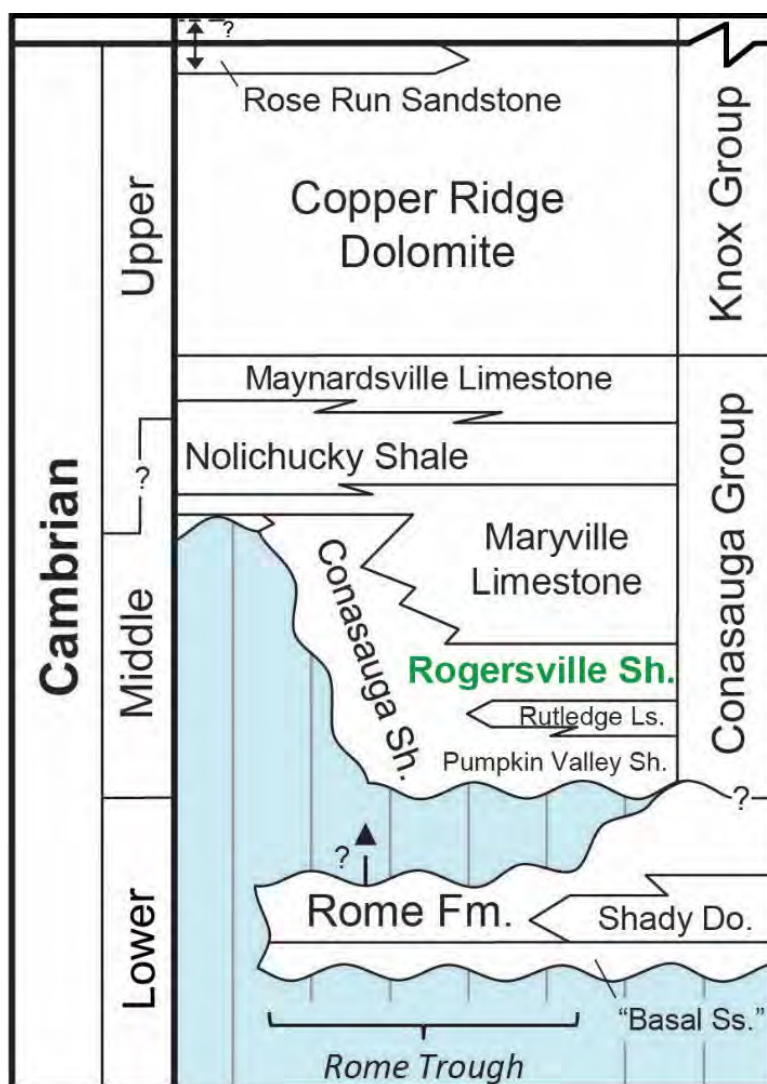 ?
Rose Run Sandstone
Copper Ridge
Dolomite
Knox Group
Upper
Maynardsville Limestone
Nolichucky Shale
?
Cambrian
Conasauga Group
Maryville
Limestone
Conasauga Sh.
Middle
Rogersville Sh.
Rutledge Ls.
Pumpkin Valley Sh.
?
?
Rome Fm.
Shady Do.
Lower
"Basal Ss."
Rome Trough